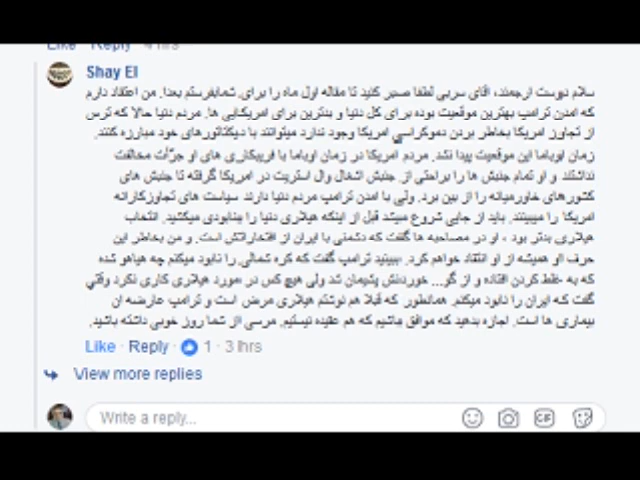 Like · Reply · 4 hrs
Shay El
سلام دوست ارجمند، آقای سربی لطفا صبر کنید تا مقاله اول ماه را برای شمابفرستم بعدا. من اعتقاد دارم
که امدن ترامپ بهترین موقعیت بوده برای کل دنیا و بدترین برای امریکایی ها. مردم دنیا حالا که ترس
از تجاوز امریکا بخاطر بردن دموکراسی امریکا وجود ندارد میتوانند با دیکتاتورهای خود مبارزه کنند.
زمان اوباما این موقعیت پیدا نشد. مردم امریکا در زمان اوباما با فریبکاری های او جرأت مخالفت
نداشتند و او تمام جنبش ها را براحتی از جنبش اشغال وال استریت در امریکا گرفته تا جنبش های
کشورهای خاورمیانه را از بین برد. ولی با امدن ترامپ مردم دنیا دارند سیاست های تجاوزکارانه
امریکا را میبینند. باید از جایی شروع میشد قبل از اینکه هیلاری دنیا را بنابودی میکشید. انتخاب
هیلاری بدتر بود ، او در مصاحبه ها گفت که دشمنی با ایران از افتخاراتش است. و من بخاطر این
حرف او همیشه از او انتقاد خواهم کرد. ببینید ترامپ گفت که کره شمالی را نابود میکنم چه هیاهو شده
که به غلط کردن افتاده و از گو... خوردنش پشیمان شد ولی هیچ کس در مورد هیلاری کاری نکرد وقتی
گفت که ایران را نابود میکنم. همانطور که قبلا هم نوشتم هیلاری مرض است و ترامپ عارضه ان
بیماری ها است. اجازه بدهید که موافق باشیم که هم عقیده نیستیم. مرسی از شما روز خوبی داشته باشید.
Like · Reply · 1 · 3 hrs
View more replies
Write a reply...
GIF